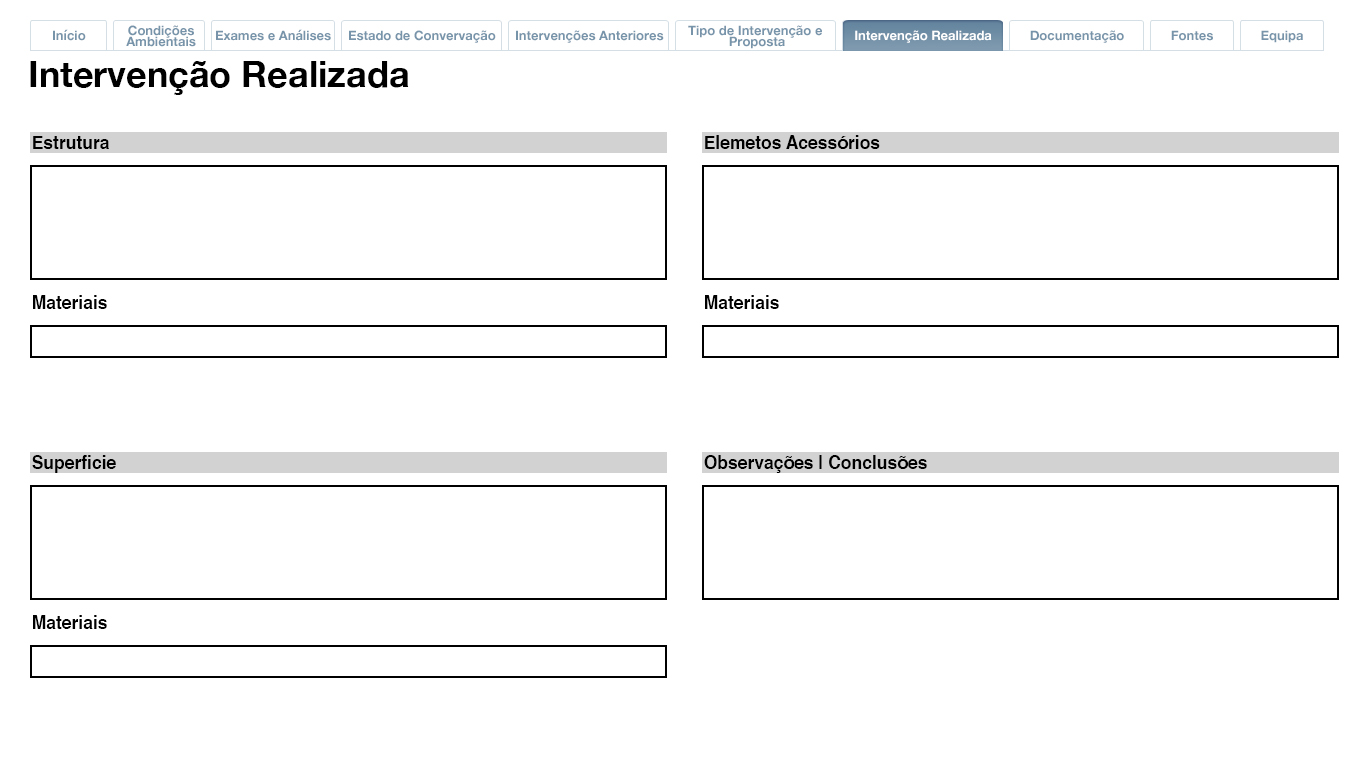 Início
Condições
Ambientais
Exames e Análises
Estado de Convervação
Intervenções Anteriores
Tipo de Intervenção e
Proposta
Intervenção Realizada
Documentação
Fontes
Equipa
Intervenção Realizada
Estrutura
Materiais
Elemetos Acessórios
Materiais
Superficie
Materiais
Observações | Conclusões